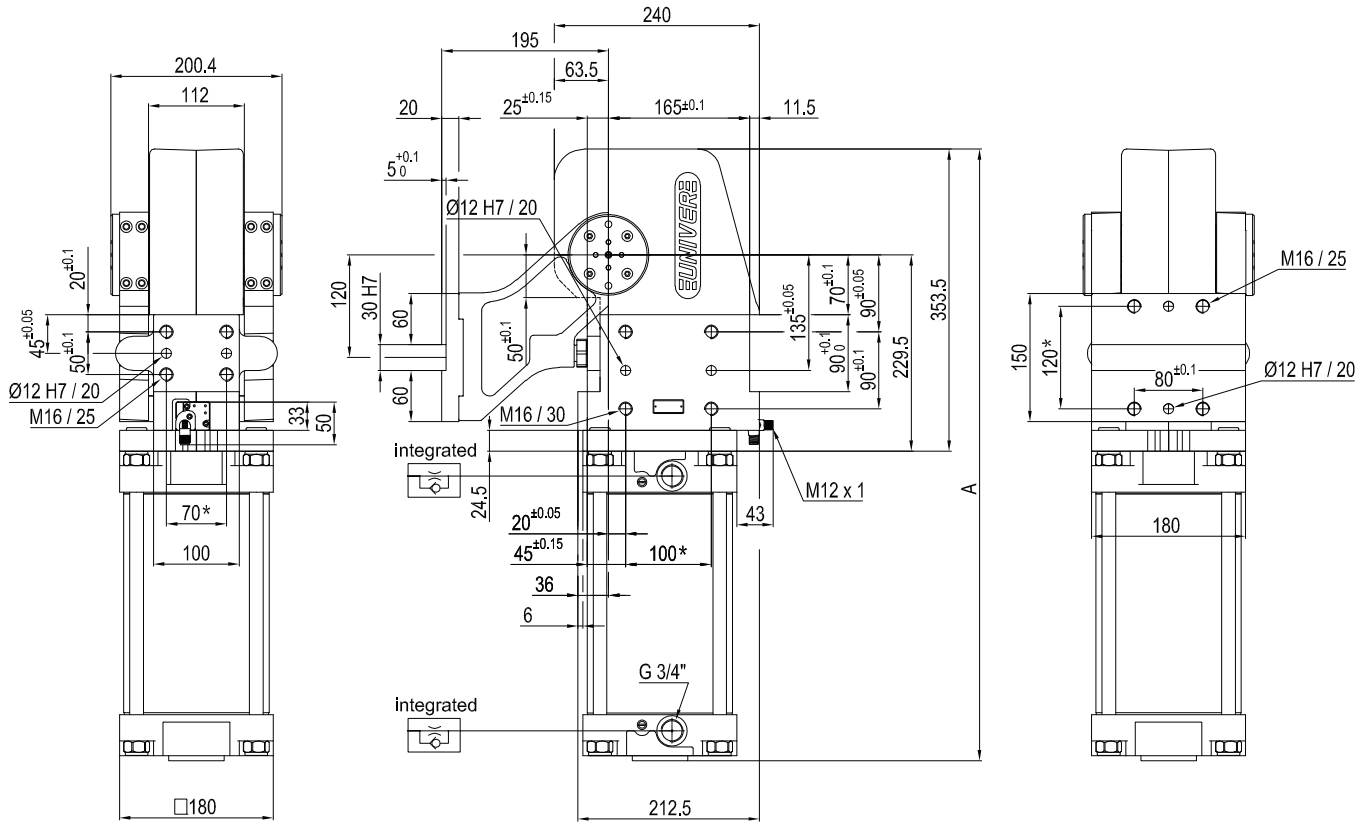 240
195
200.4
63.5
112
20
25±0.15
165±0.1
11.5
5 +0.1 0
Ø12 H7 / 20
UNIVER
M16 / 25
20±0.1
120
30 H7
60
70±0.1
90±0.05
135±0.05
353.5
45±0.05
50±0.1
50±0.1
90 +0.1 0
90±0.1
229.5
150
120*
80±0.1
Ø12 H7 / 20
Ø12 H7 / 20
M16 / 25
33
50
60
M16 / 30
integrated
24.5
M12 x 1
A
43
70*
20±0.05
180
100
45±0.15
100*
36
6
G 3/4"
integrated
□180
212.5